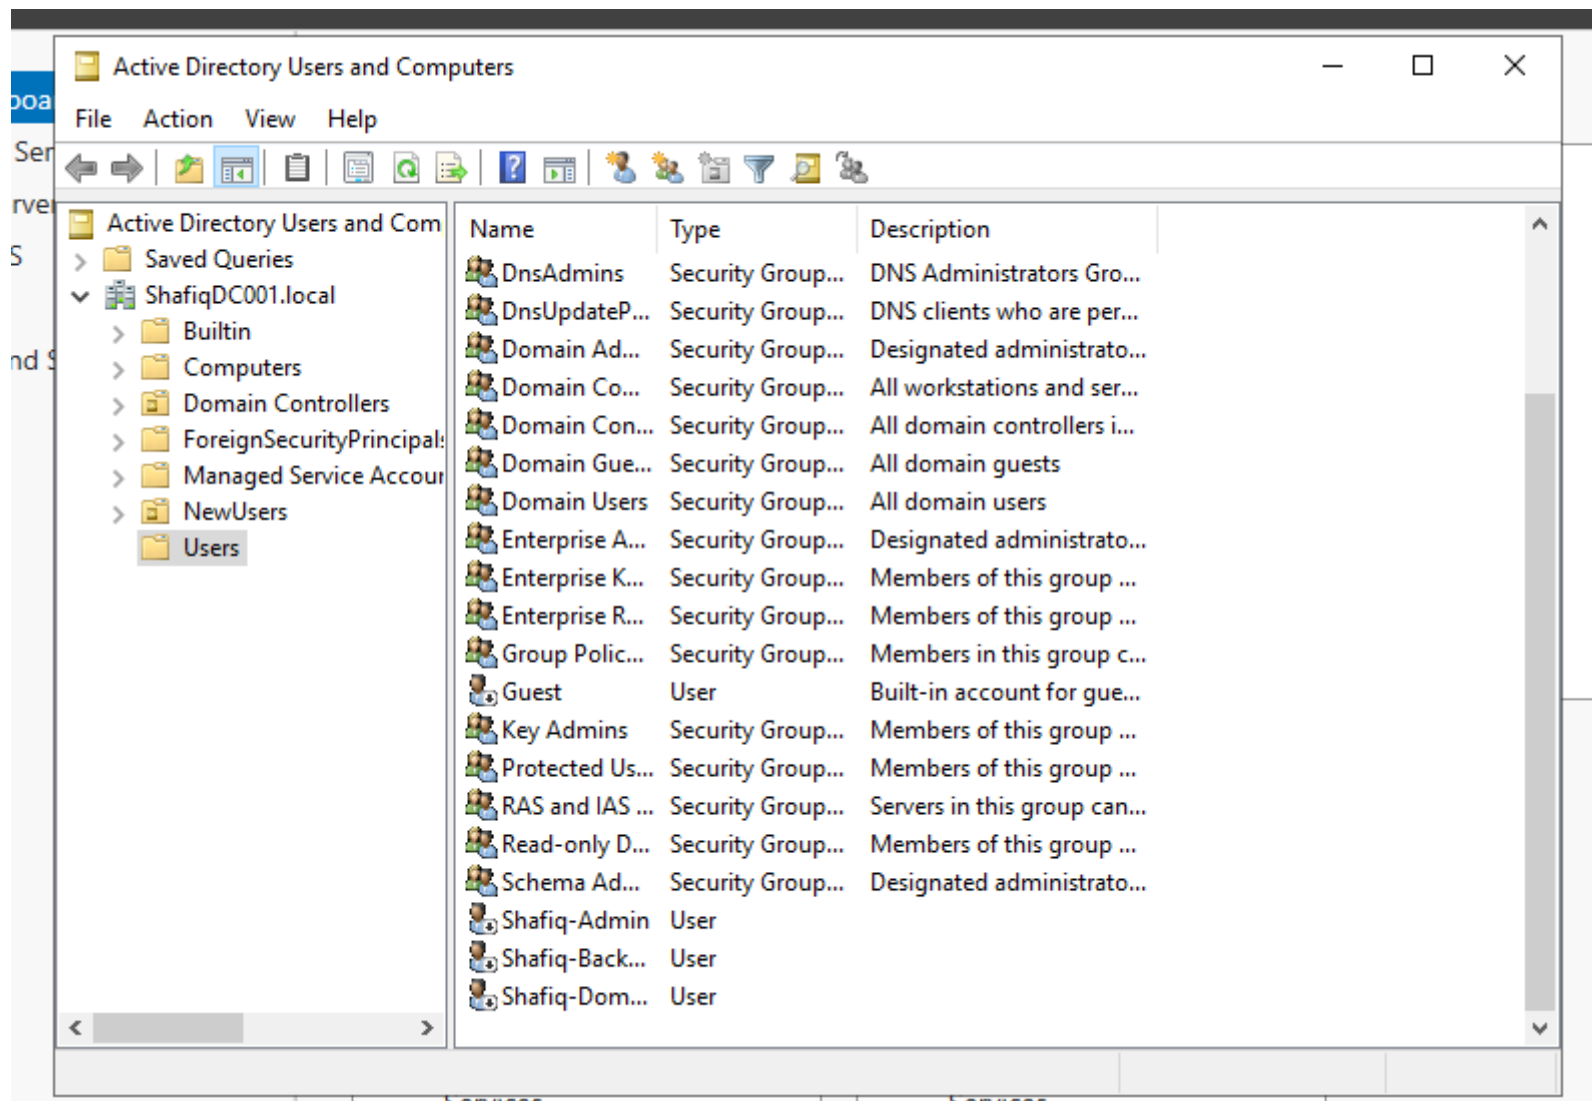 Active Directory Users and Computers
File Action View Help
Active Directory Users and Com
Saved Queries
ShafiqDC001.local
Builtin
Computers
Domain Controllers
ForeignSecurityPrincipals
Managed Service Accour
NewUsers
Users
Name Type Description
DnsAdmins Security Group... DNS Administrators Gro...
DnsUpdateP... Security Group... DNS clients who are per...
Domain Ad... Security Group... Designated administrato...
Domain Co... Security Group... All workstations and ser...
Domain Con... Security Group... All domain controllers i...
Domain Gue... Security Group... All domain guests
Domain Users Security Group... All domain users
Enterprise A... Security Group... Designated administrato...
Enterprise K... Security Group... Members of this group ...
Enterprise R... Security Group... Members of this group ...
Group Polic... Security Group... Members in this group c...
Guest User Built-in account for gue...
Key Admins Security Group... Members of this group ...
Protected Us... Security Group... Members of this group ...
RAS and IAS ... Security Group... Servers in this group can...
Read-only D... Security Group... Members of this group ...
Schema Ad... Security Group... Designated administrato...
Shafiq-Admin User
Shafiq-Back... User
Shafiq-Dom... User